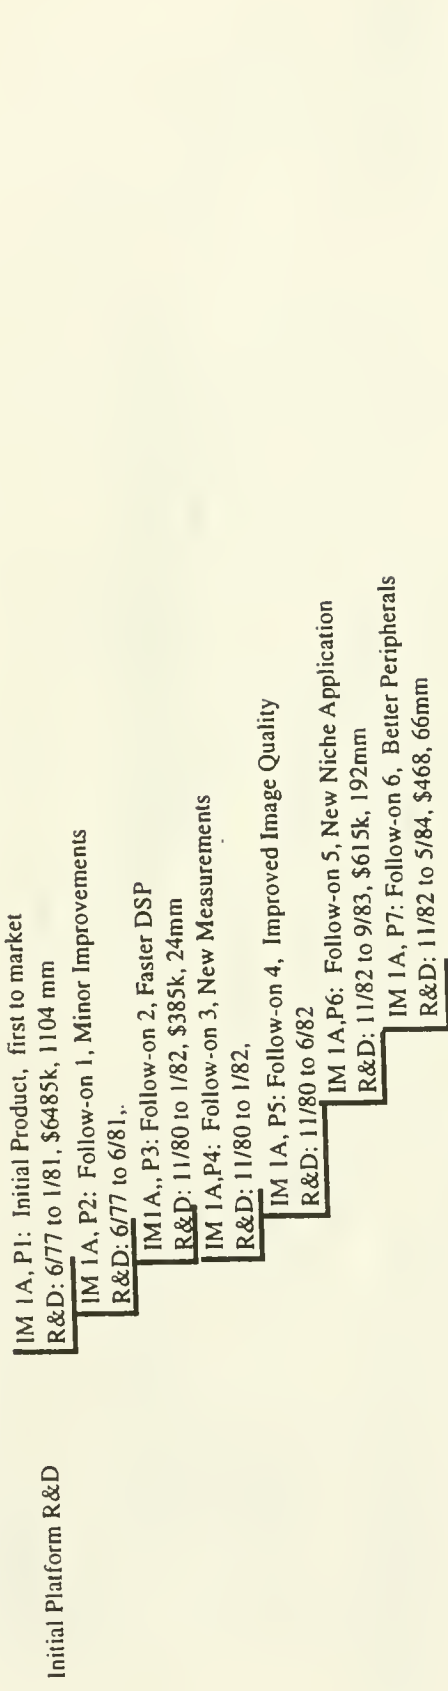 IM 1A, P1: Initial Product, first to market
R&D: 6/77 to 1/81, $6485k, 1104 mm
Initial Platform R&D
IM 1A, P2: Follow-on 1, Minor Improvements
R&D: 6/77 to 6/81,.
IM1A,, P3: Follow-on 2, Faster DSP
R&D: 11/80 to 1/82, $385k, 24mm
IM 1A,P4: Follow-on 3, New Measurements
R&D: 11/80 to 1/82,
IM 1A, P5: Follow-on 4, Improved Image Quality
R&D: 11/80 to 6/82
IM 1A,P6: Follow-on 5, New Niche Application
R&D: 11/82 to 9/83, $615k, 192mm
IM 1A, P7: Follow-on 6, Better Peripherals
R&D: 11/82 to 5/84, $468, 66mm